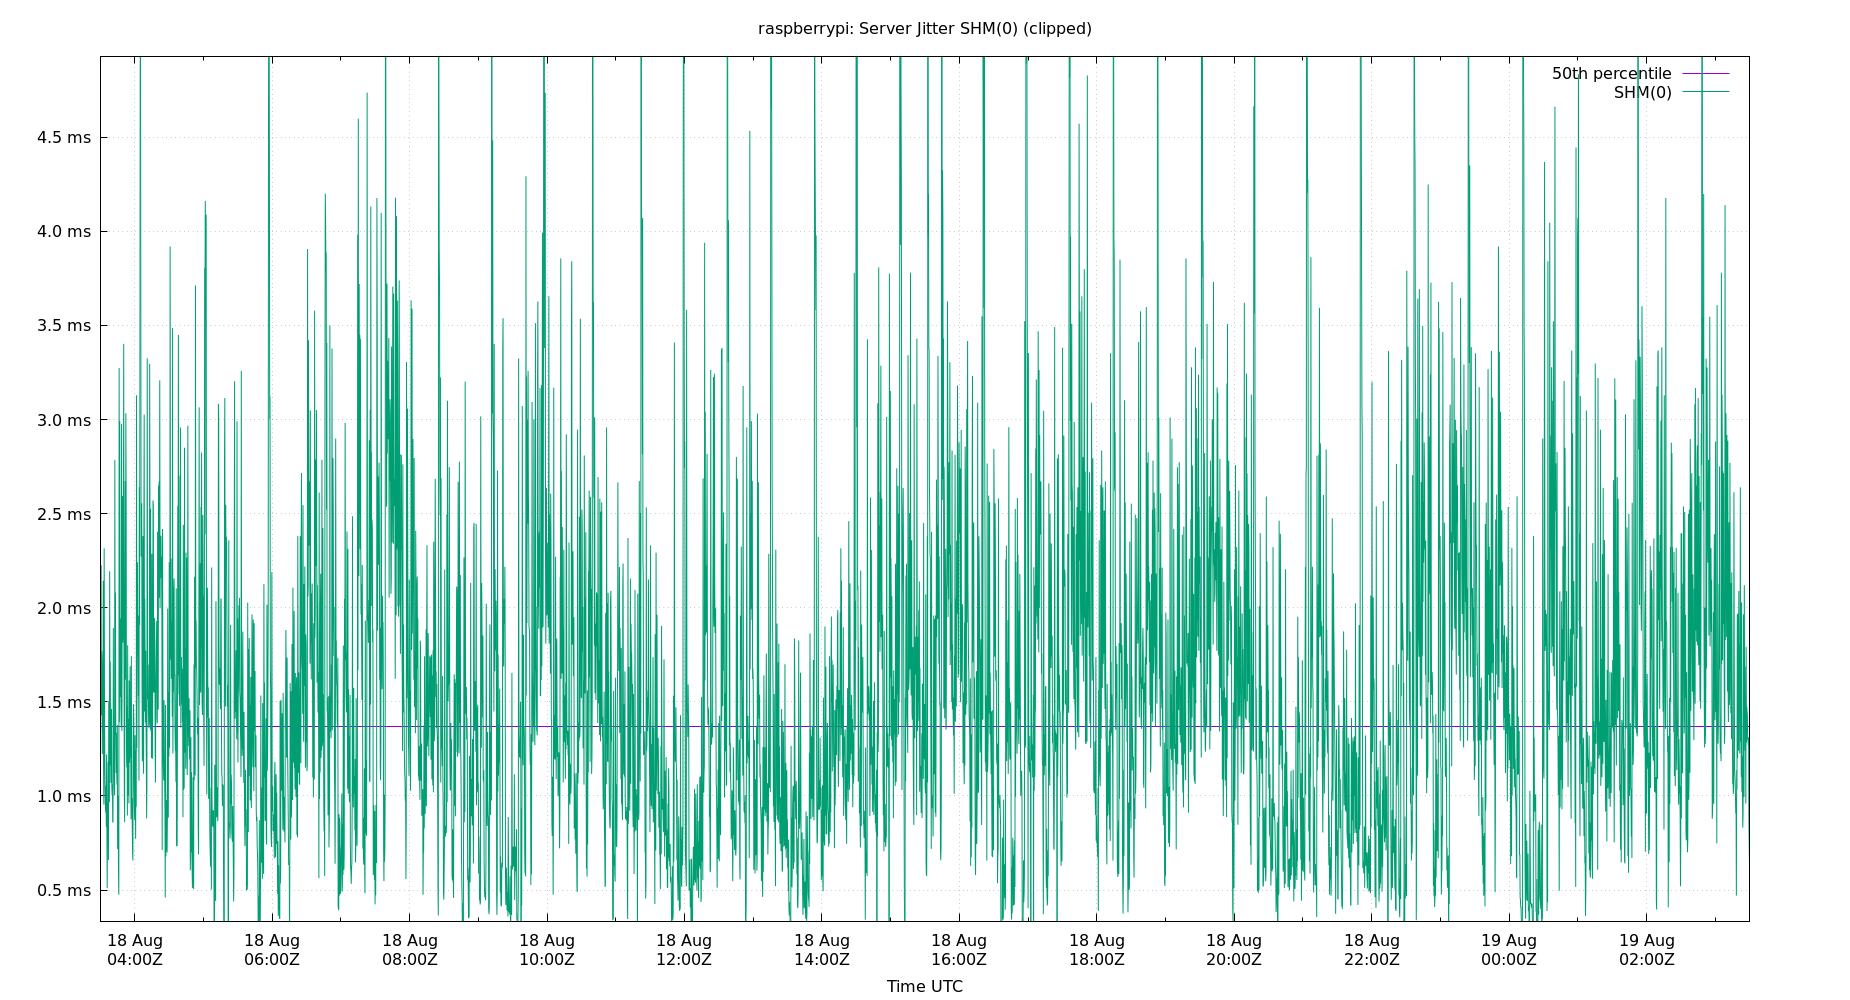 raspberrypi: Server Jitter SHM(0) (clipped)
50th percentile
SHM(0)
4.5 ms
4.0 ms
3.5 ms
3.0 ms
2.5 ms
2.0 ms
1.5 ms
1.0 ms
0.5 ms
18 Aug 18 Aug 18 Aug 18 Aug 18 Aug 18 Aug 18 Aug 18 Aug 18 Aug 18 Aug 19 Aug 19 Aug
04:00Z 06:00Z 08:00Z 10:00Z 12:00Z 14:00Z 16:00Z 18:00Z 20:00Z 22:00Z 00:00Z 02:00Z
Time UTC